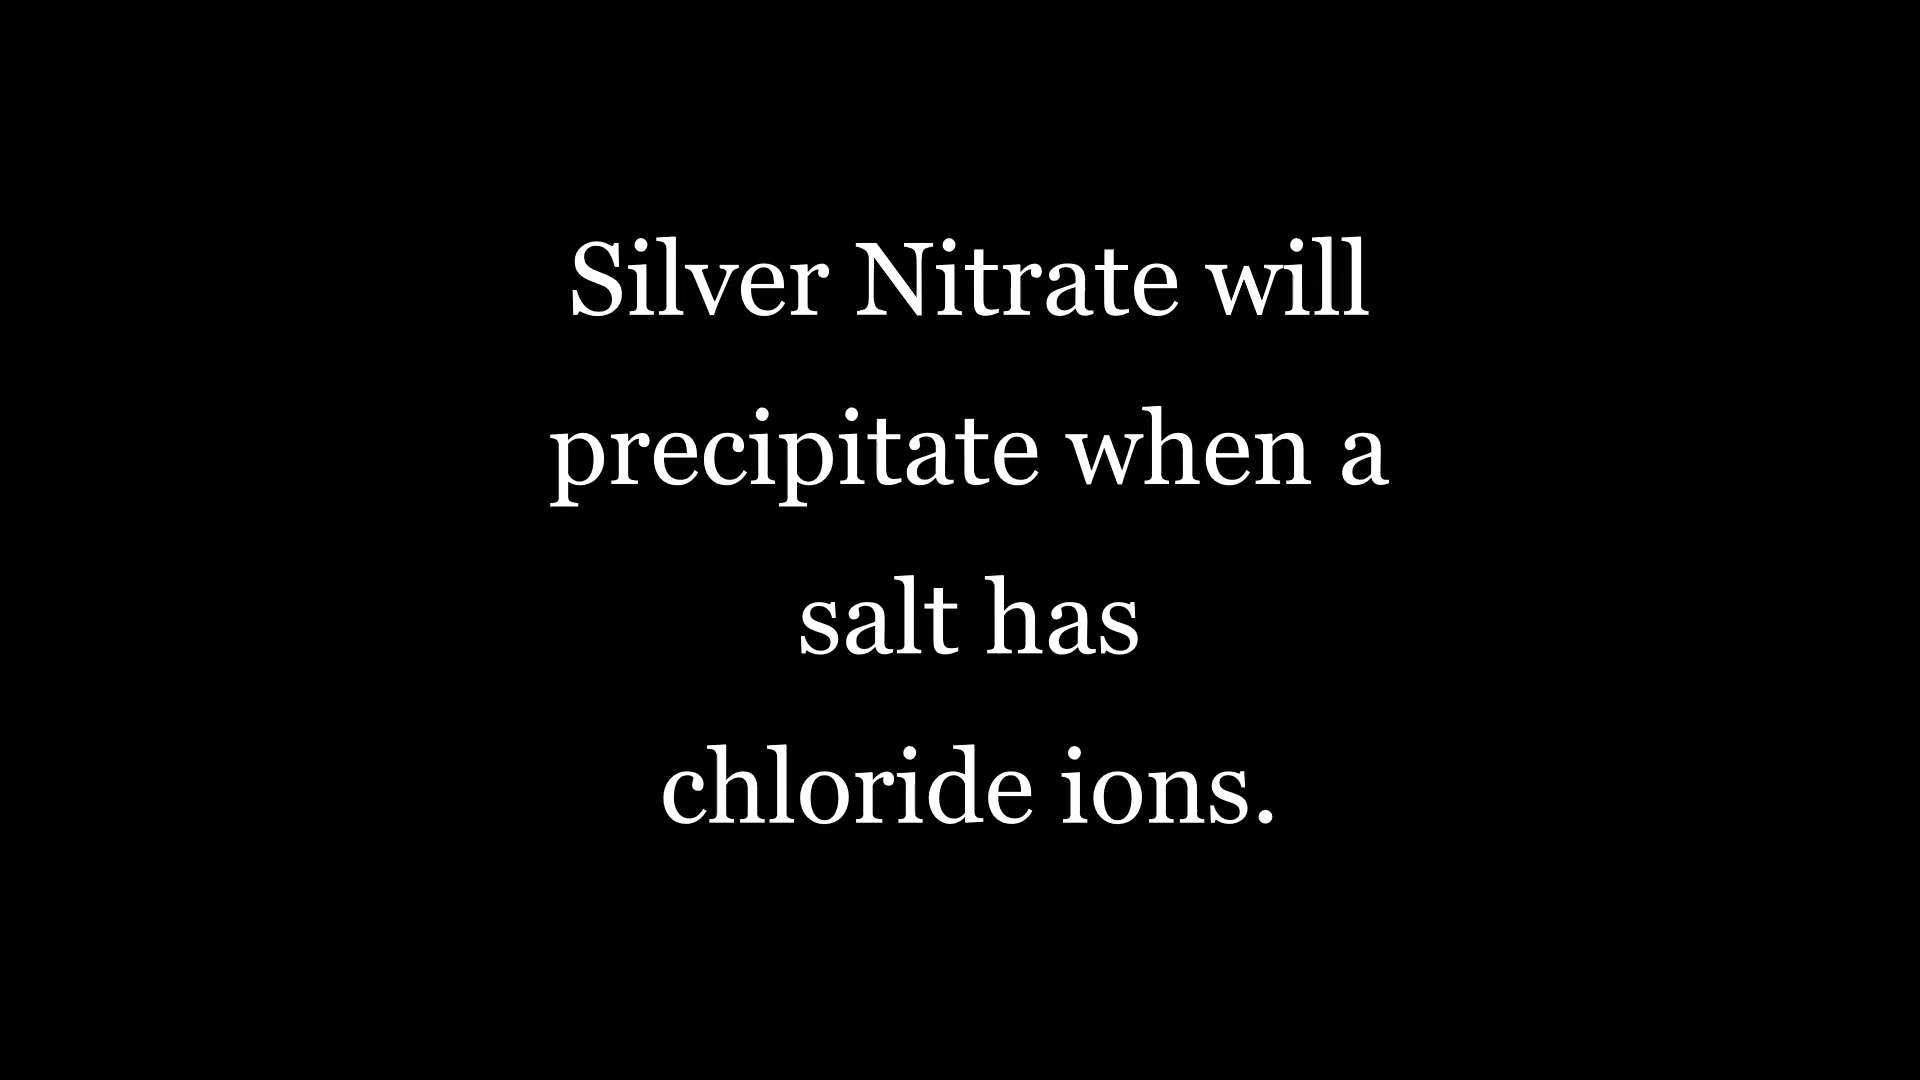 Silver Nitrate will
precipitate when a
salt has
chloride ions.